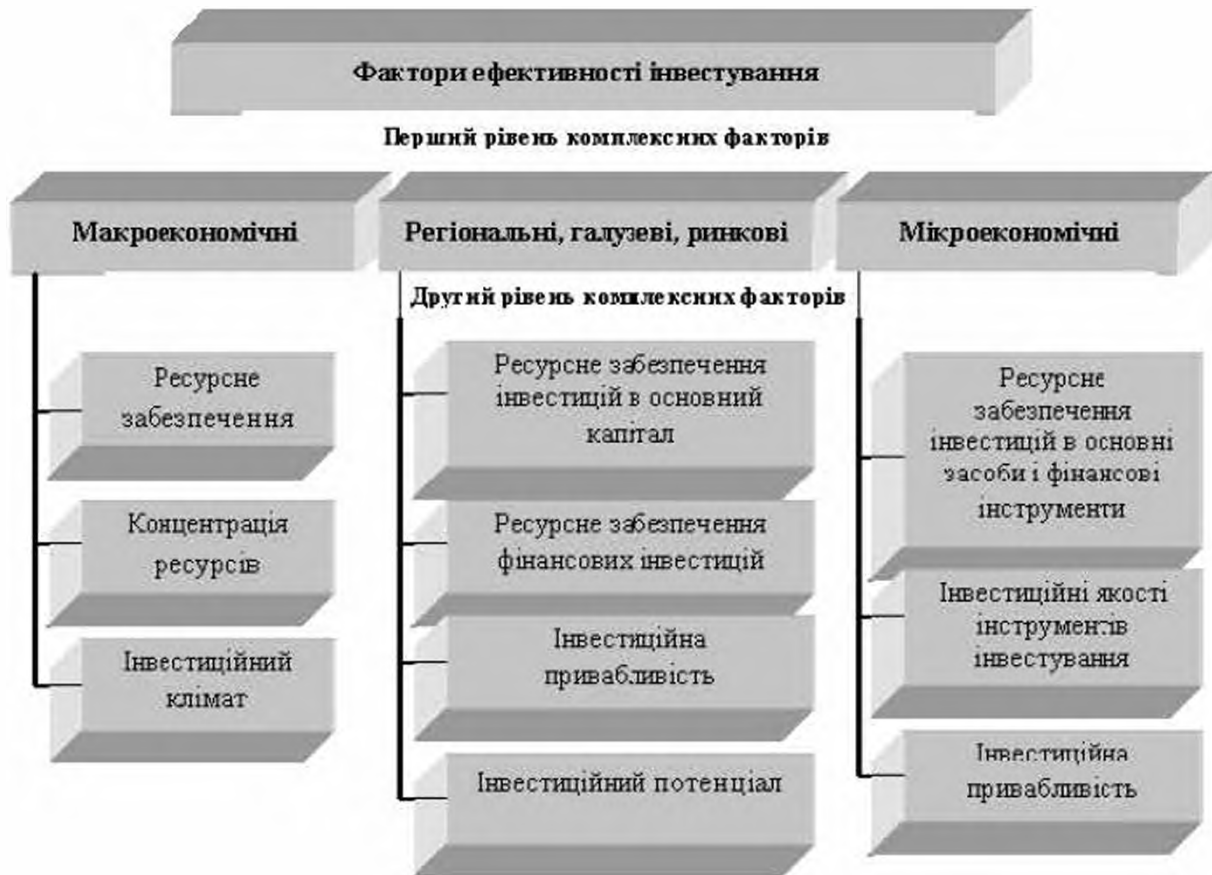 Фактори ефективності інвестування
Перший рівень комплексних факторів
Макроекономічні
Регіональні, галузеві, ринкові
Мікроекономічні
Другий рівень комплексних факторів
Ресурсне
забезпечення
Концентрація
ресурсів
Інвестиційний
клімат
Ресурсне забезпечення
інвестицій в основний
капітал
Ресурсне забезпечення
фінансових інвестицій
Інвестиційна
привабливість
Інвестиційний потенціал
Ресурсне
забезпечення
інвестицій в основні
засоби і фінансові
інструменти
Інвестиційні якості
інструментів
інвестування
Інвестиційна
привабливість